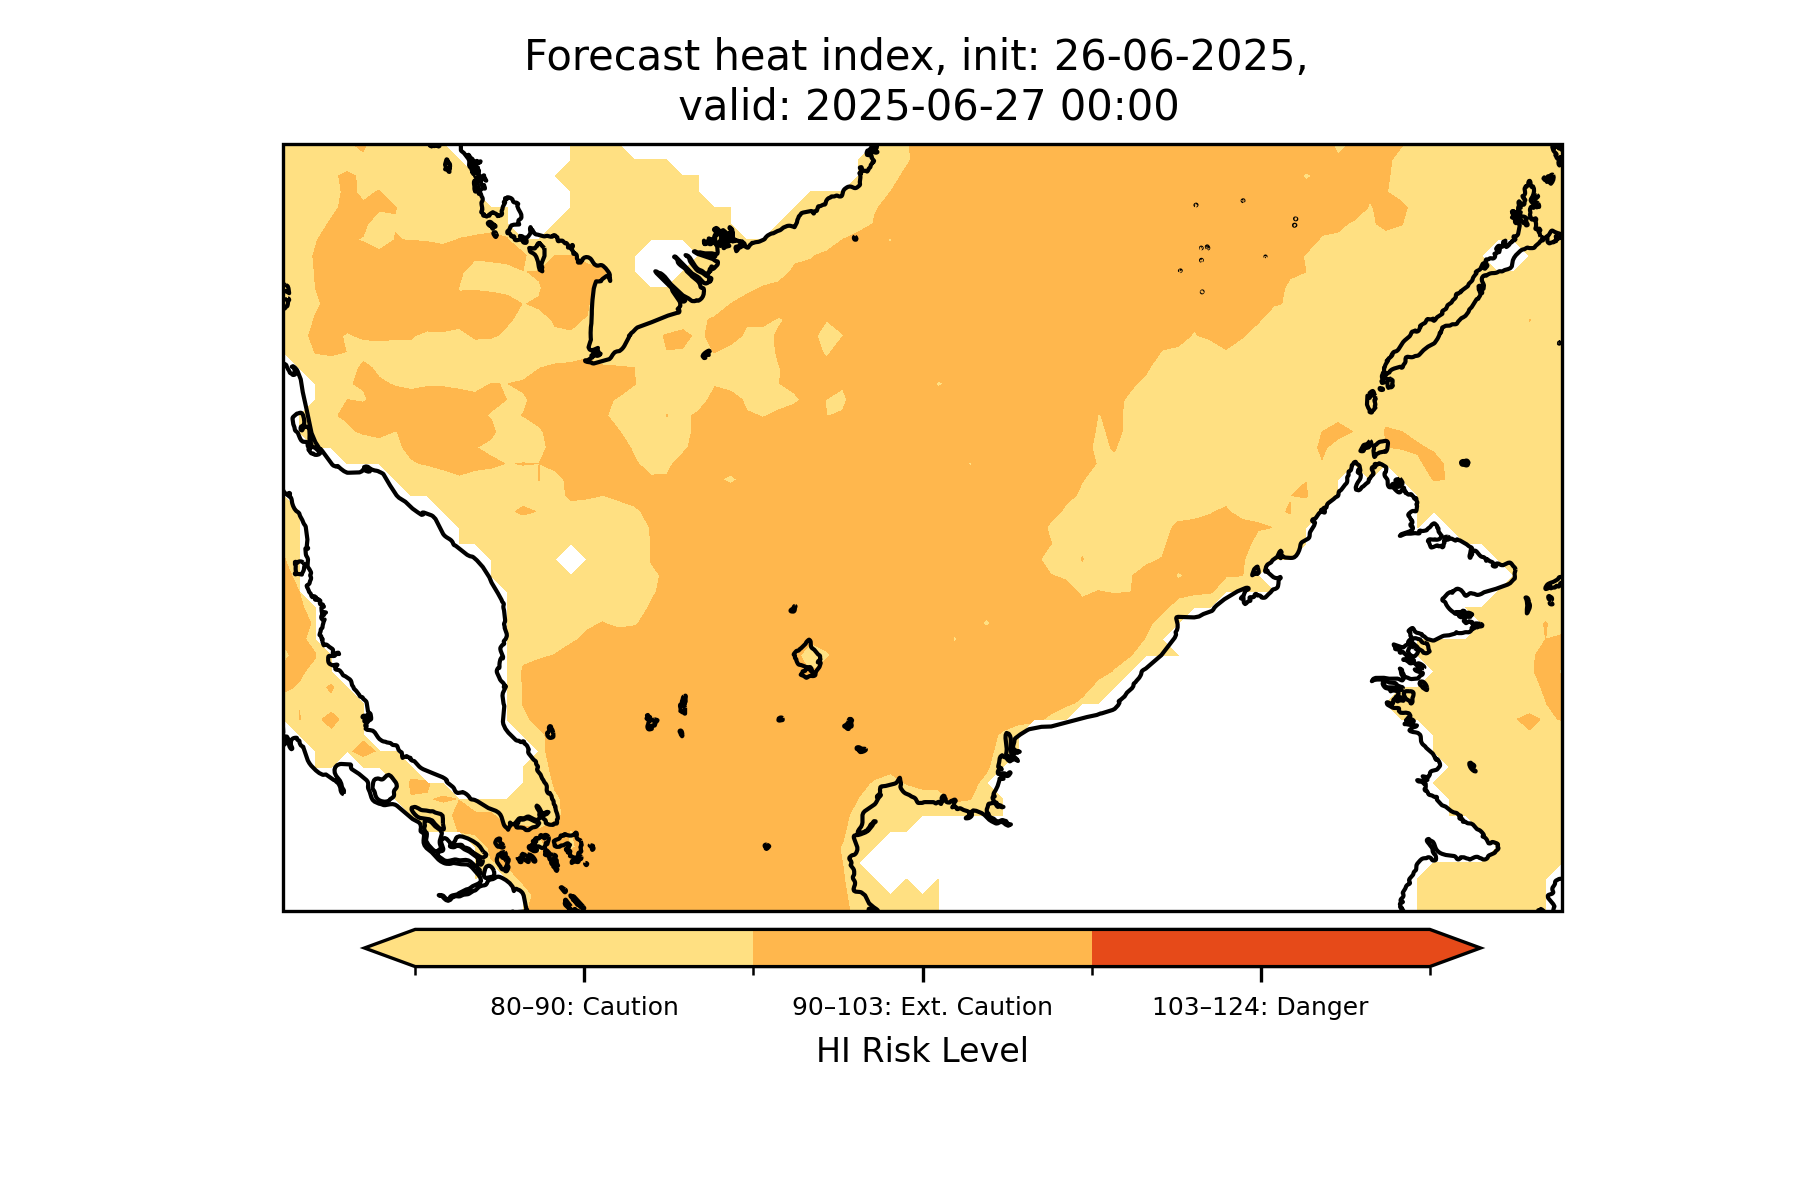 Forecast heat index, init: 26-06-2025,
valid: 2025-06-27 00:00
80–90: Caution
90–103: Ext. Caution
103–124: Danger
HI Risk Level